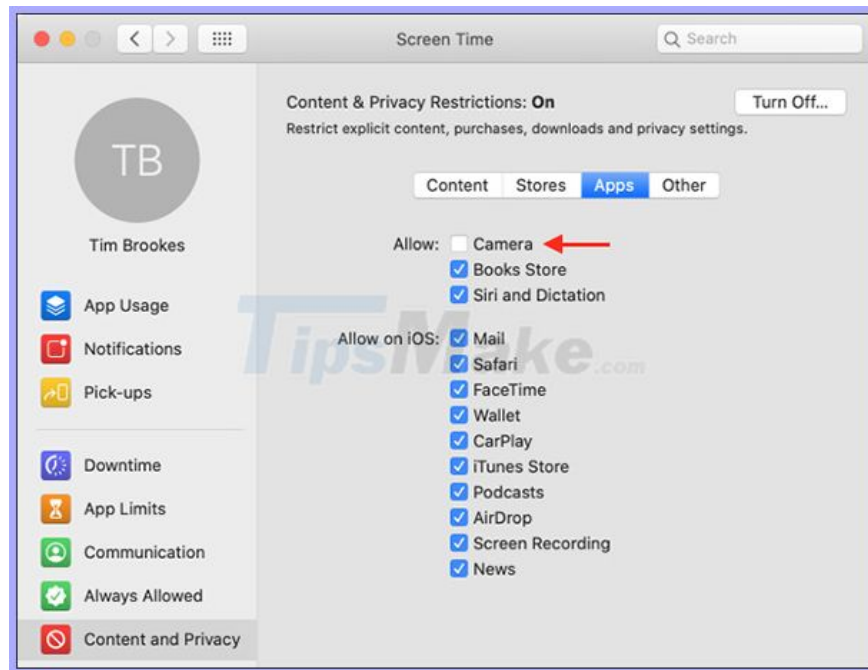 Screen Time
Search
TB
Tim Brookes
App Usage
Notifications
Pick-ups
Downtime
App Limits
Communication
Always Allowed
Content and Privacy
Content & Privacy Restrictions: On
Turn Off...
Restrict explicit content, purchases, downloads and privacy settings.
Content Stores Apps Other
Allow: Camera
Books Store
Siri and Dictation
Allow on iOS: Mail
Safari
FaceTime
Wallet
CarPlay
iTunes Store
Podcasts
AirDrop
Screen Recording
News
TipsMake.com